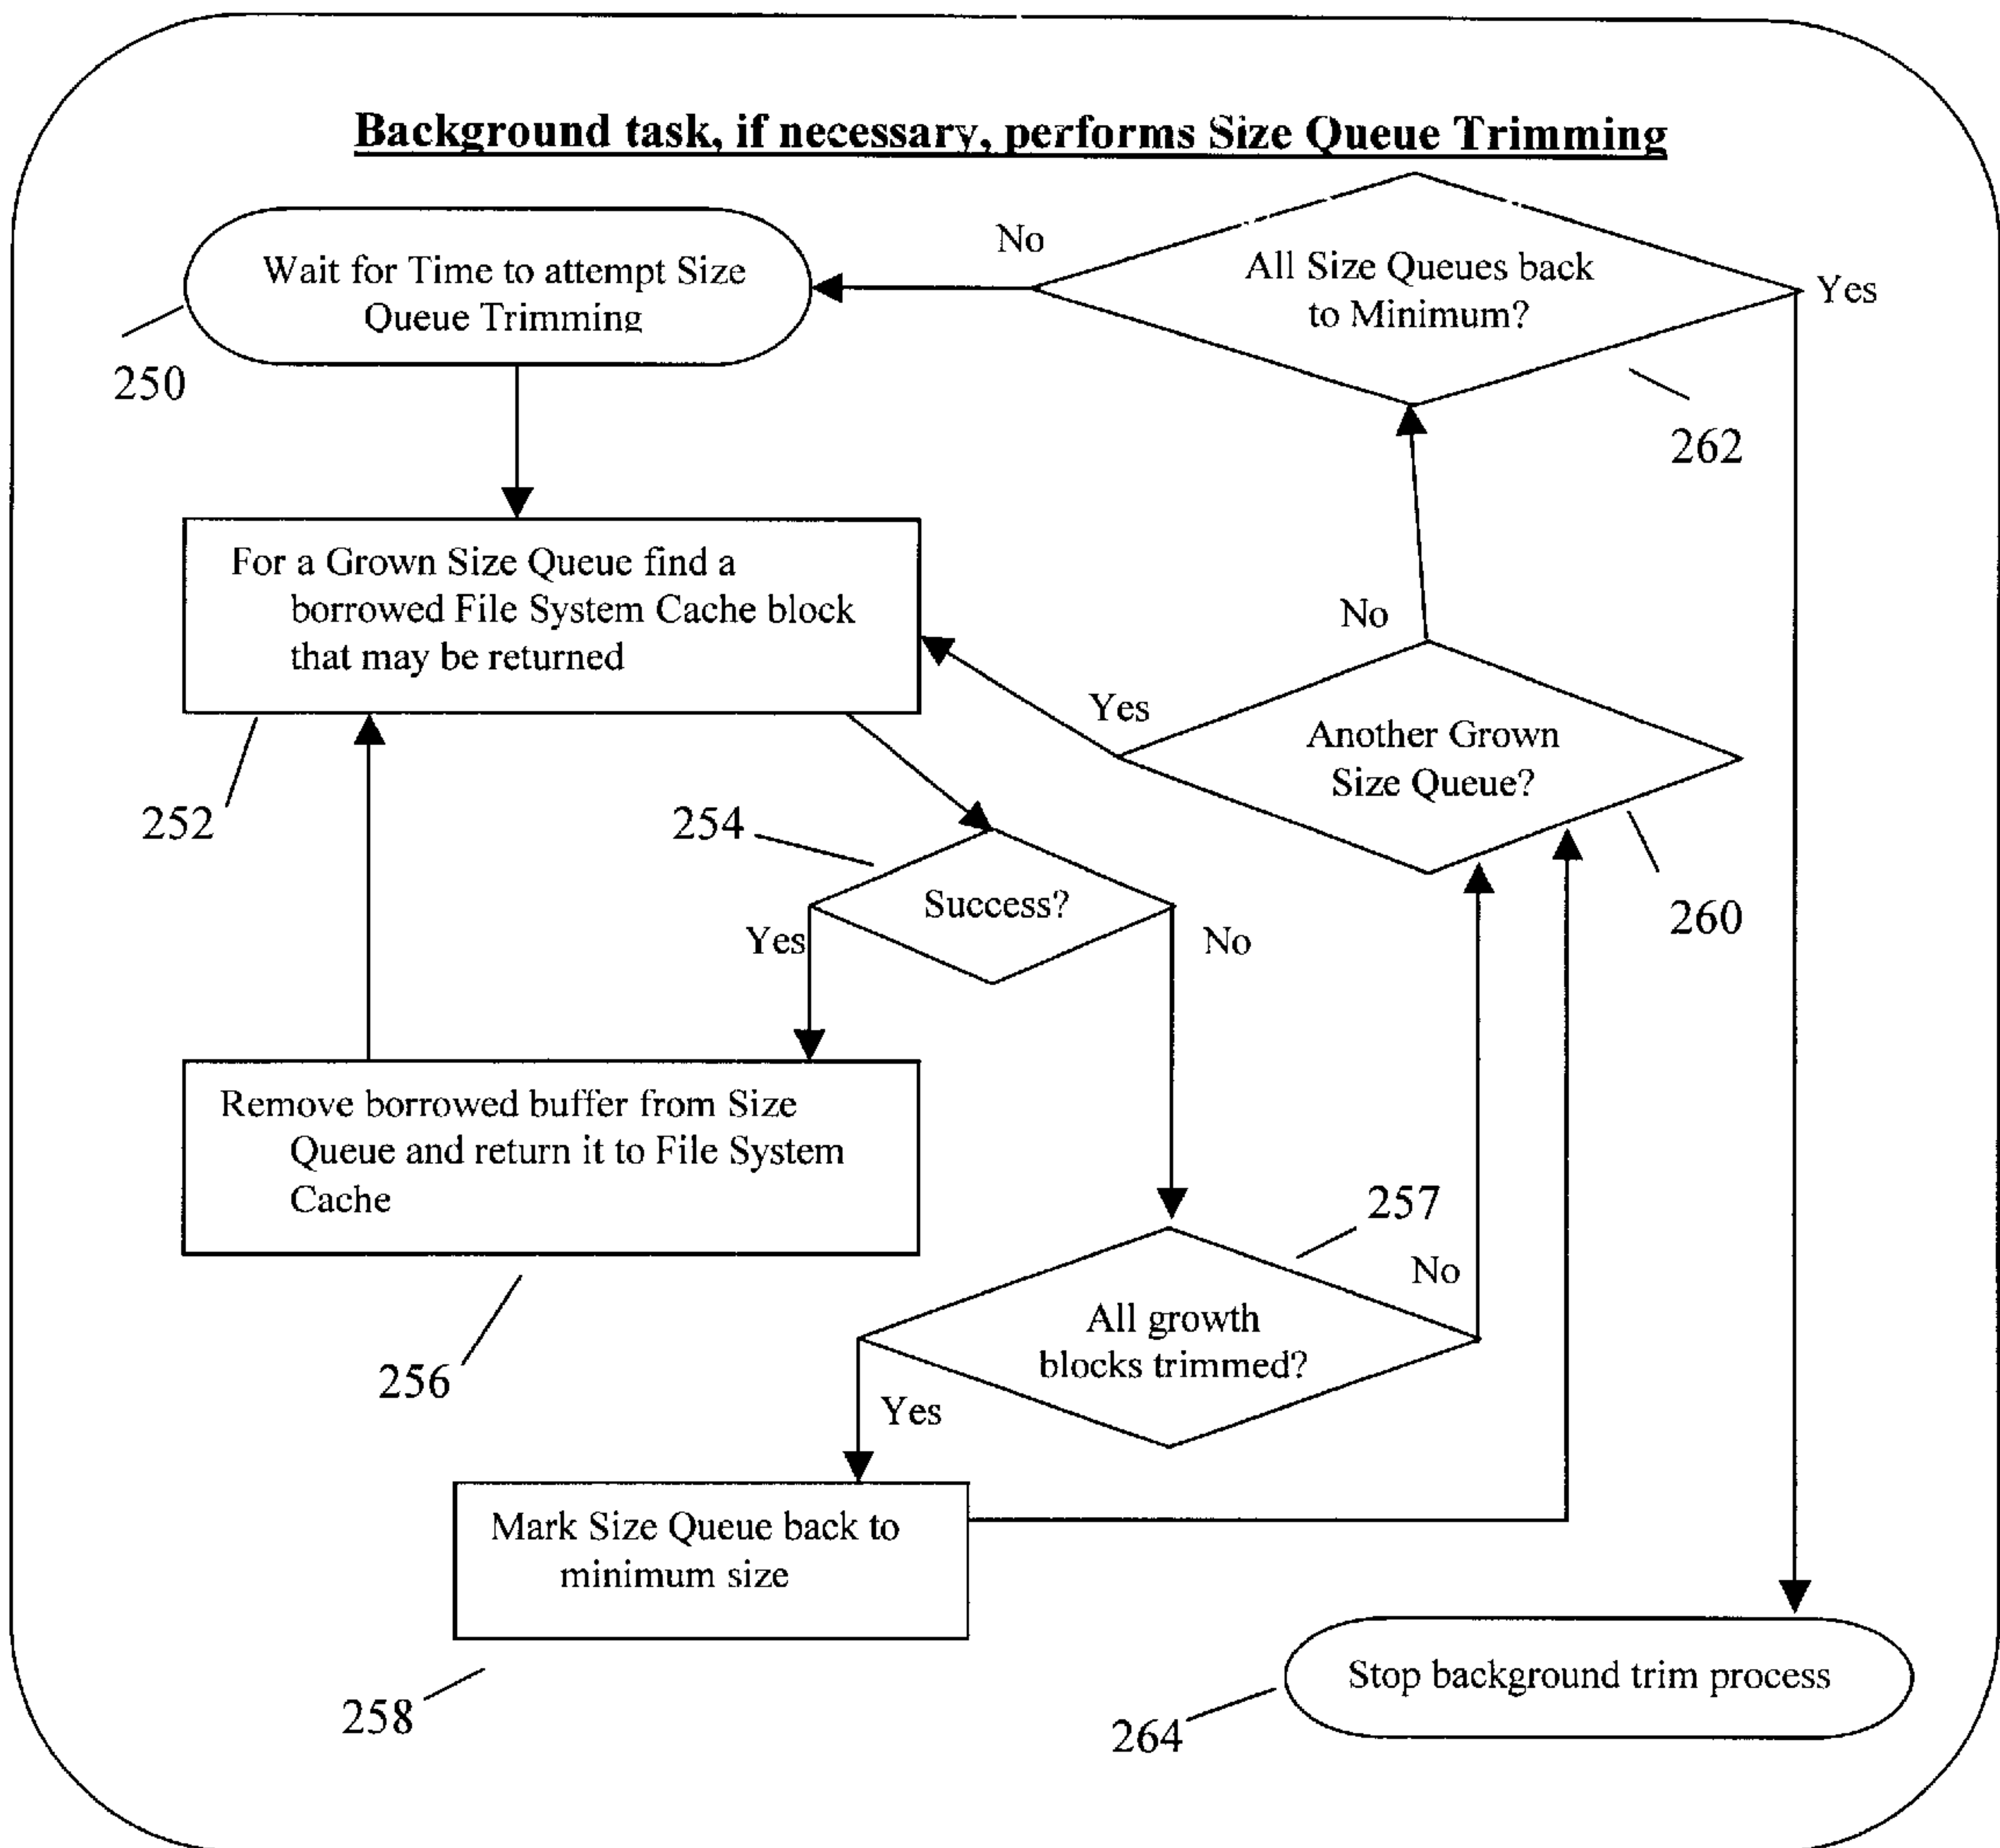 Background task, if necessary, performs Size Queue Trimming
Wait for Time to attempt Size
Queue Trimming
250
No
All Size Queues back
to Minimum?
Yes
262
For a Grown Size Queue find a
borrowed File System Cache block
that may be returned
252
No
Yes
Another Grown
Size Queue?
260
254
Success?
Yes
No
Remove borrowed buffer from Size
Queue and return it to File System
Cache
256
257
No
All growth
blocks trimmed?
Yes
Mark Size Queue back to
minimum size
258
Stop background trim process
264